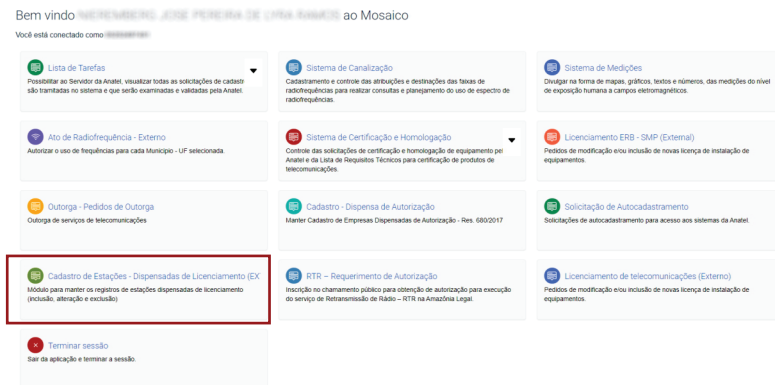 Bem vindo ao Mosaico
Você está conectado como
Lista de Tarefas
Possibilitar ao Servidor da Anatel, visualizar todas as solicitações de cadastr
são tramitadas no sistema e que serão examinadas e validadas pela Anatel.
Sistema de Canalização
Cadastramento e controle das atribuições e destinações das faixas de
radiofrequências para realizar consultas e planejamento do uso de espectro de
radiofrequências.
Sistema de Medições
Divulgar na forma de mapas, gráficos, textos e números, das medições do nível
de exposição humana a campos eletromagnéticos.
Ato de Radiofrequência - Externo
Autorizar o uso de frequências para cada Município - UF selecionada.
Sistema de Certificação e Homologação
Controle das solicitações de certificação e homologação de equipamento pel
Anatel e da Lista de Requisitos Técnicos para certificação de produtos de
telecomunicações.
Licenciamento ERB - SMP (External)
Pedidos de modificação e/ou inclusão de novas licença de instalação de
equipamentos.
Outorga - Pedidos de Outorga
Outorga de serviços de telecomunicações
Cadastro - Dispensa de Autorização
Manter Cadastro de Empresas Dispensadas de Autorização - Res. 680/2017
Solicitação de Autocadastramento
Solicitações de autocadastramento para acesso aos sistemas da Anatel.
Cadastro de Estações - Dispensadas de Licenciamento (EX
Módulo para manter os registros de estações dispensadas de licenciamento
(inclusão, alteração e exclusão)
RTR – Requerimento de Autorização
Inscrição no chamamento público para obtenção de autorização para execução
do serviço de Retransmissão de Rádio – RTR na Amazônia Legal.
Licenciamento de telecomunicações (Externo)
Pedidos de modificação e/ou inclusão de novas licença de instalação de
equipamentos.
Terminar sessão
Sair da aplicação e terminar a sessão.